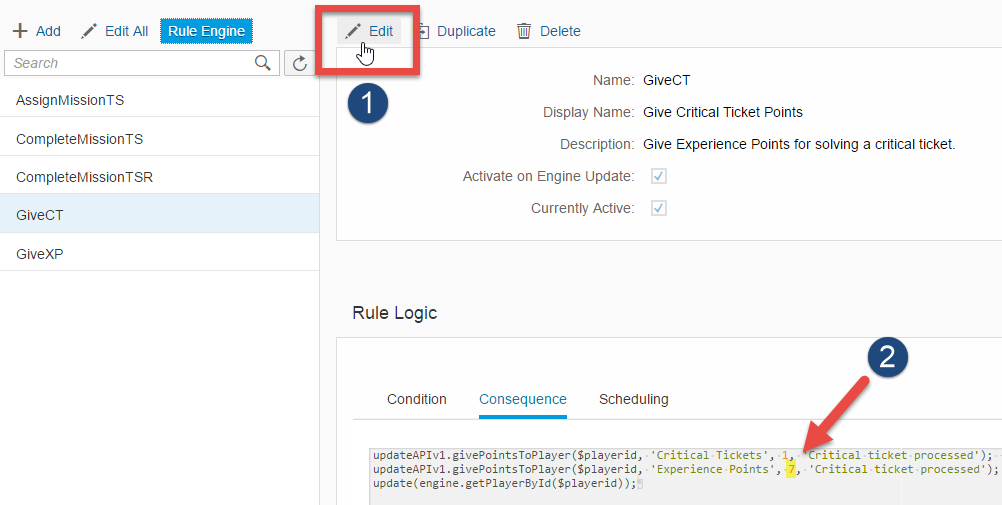 Add Edit All Rule Engine Edit Duplicate Delete
Search
AssignMissionTS
CompleteMissionTS
CompleteMissionTSR
GiveCT
GiveXP
1
Name: GiveCT
Display Name: Give Critical Ticket Points
Description: Give Experience Points for solving a critical ticket.
Activate on Engine Update:
Currently Active:
Rule Logic
2
Condition Consequence Scheduling
updateAPIv1.givePointsToPlayer($playerid, 'Critical Tickets', 1, 'Critical ticket processed');
updateAPIv1.givePointsToPlayer($playerid, 'Experience Points', 7, 'Critical ticket processed');
update(engine.getPlayerById($playerid));